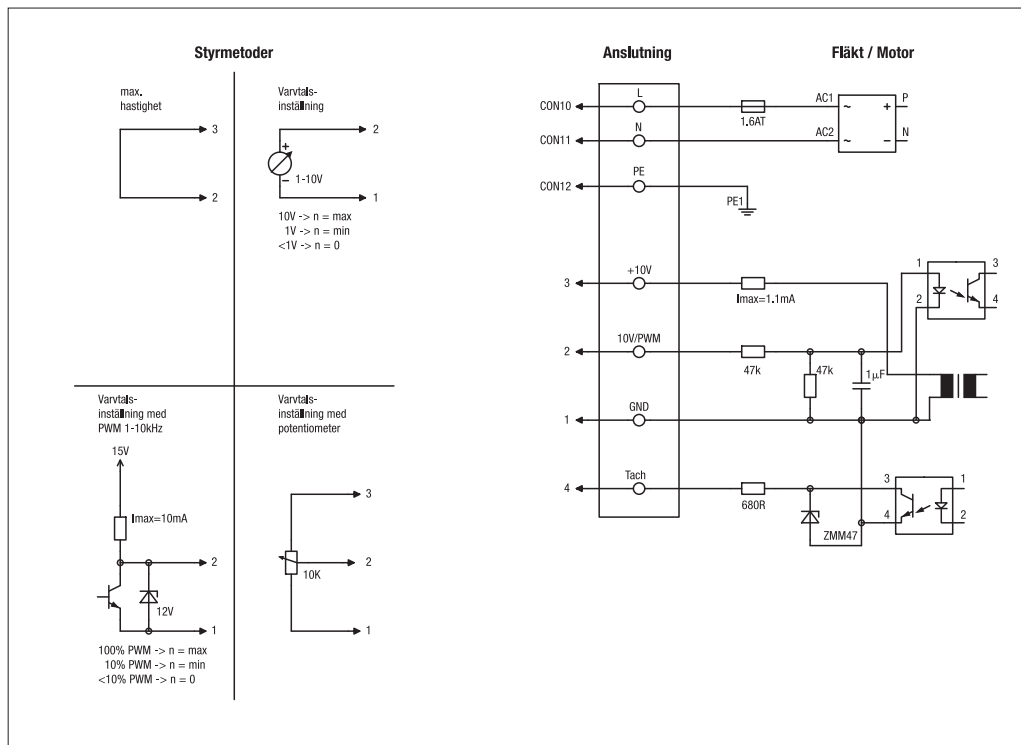 Styrmetoder
max.
hastighet
3
2
Varvtals-
inställning
2
+
–
1-10V
1
10V -> n = max
1V -> n = min
<1V -> n = 0
Varvtals-
inställning med
PWM 1-10kHz
15V
Imax=10mA
2
12V
1
100% PWM -> n = max
10% PWM -> n = min
<10% PWM -> n = 0
Varvtals-
inställning med
potentiometer
3
2
10K
1
Anslutning
Fläkt / Motor
CON10
L
1.6AT
AC1
~
+
P
CON11
N
AC2
~
–
N
CON12
PE
PE1
3
+10V
Imax=1.1mA
1
2
3
4
2
10V/PWM
47k
47k
1µF
1
GND
4
Tach
680R
ZMM47
3
4
1
2